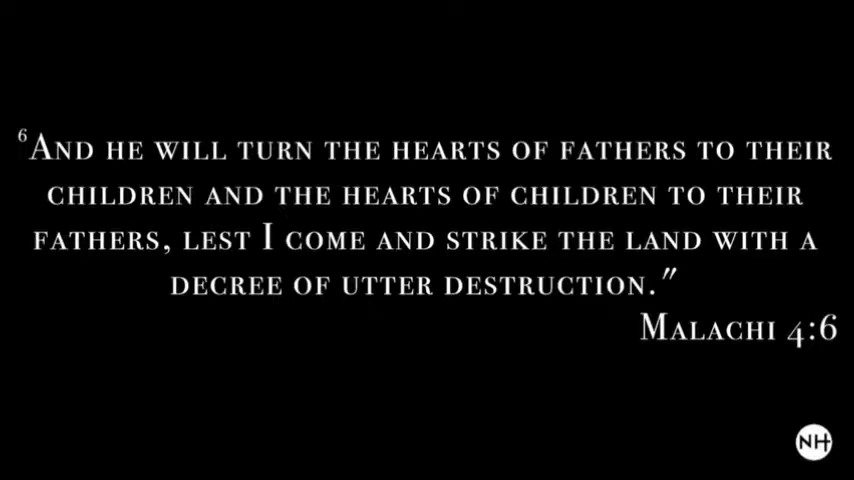 ⁶And he will turn the hearts of fathers to their
children and the hearts of children to their
fathers, lest I come and strike the land with a
decree of utter destruction."
Malachi 4:6
NH